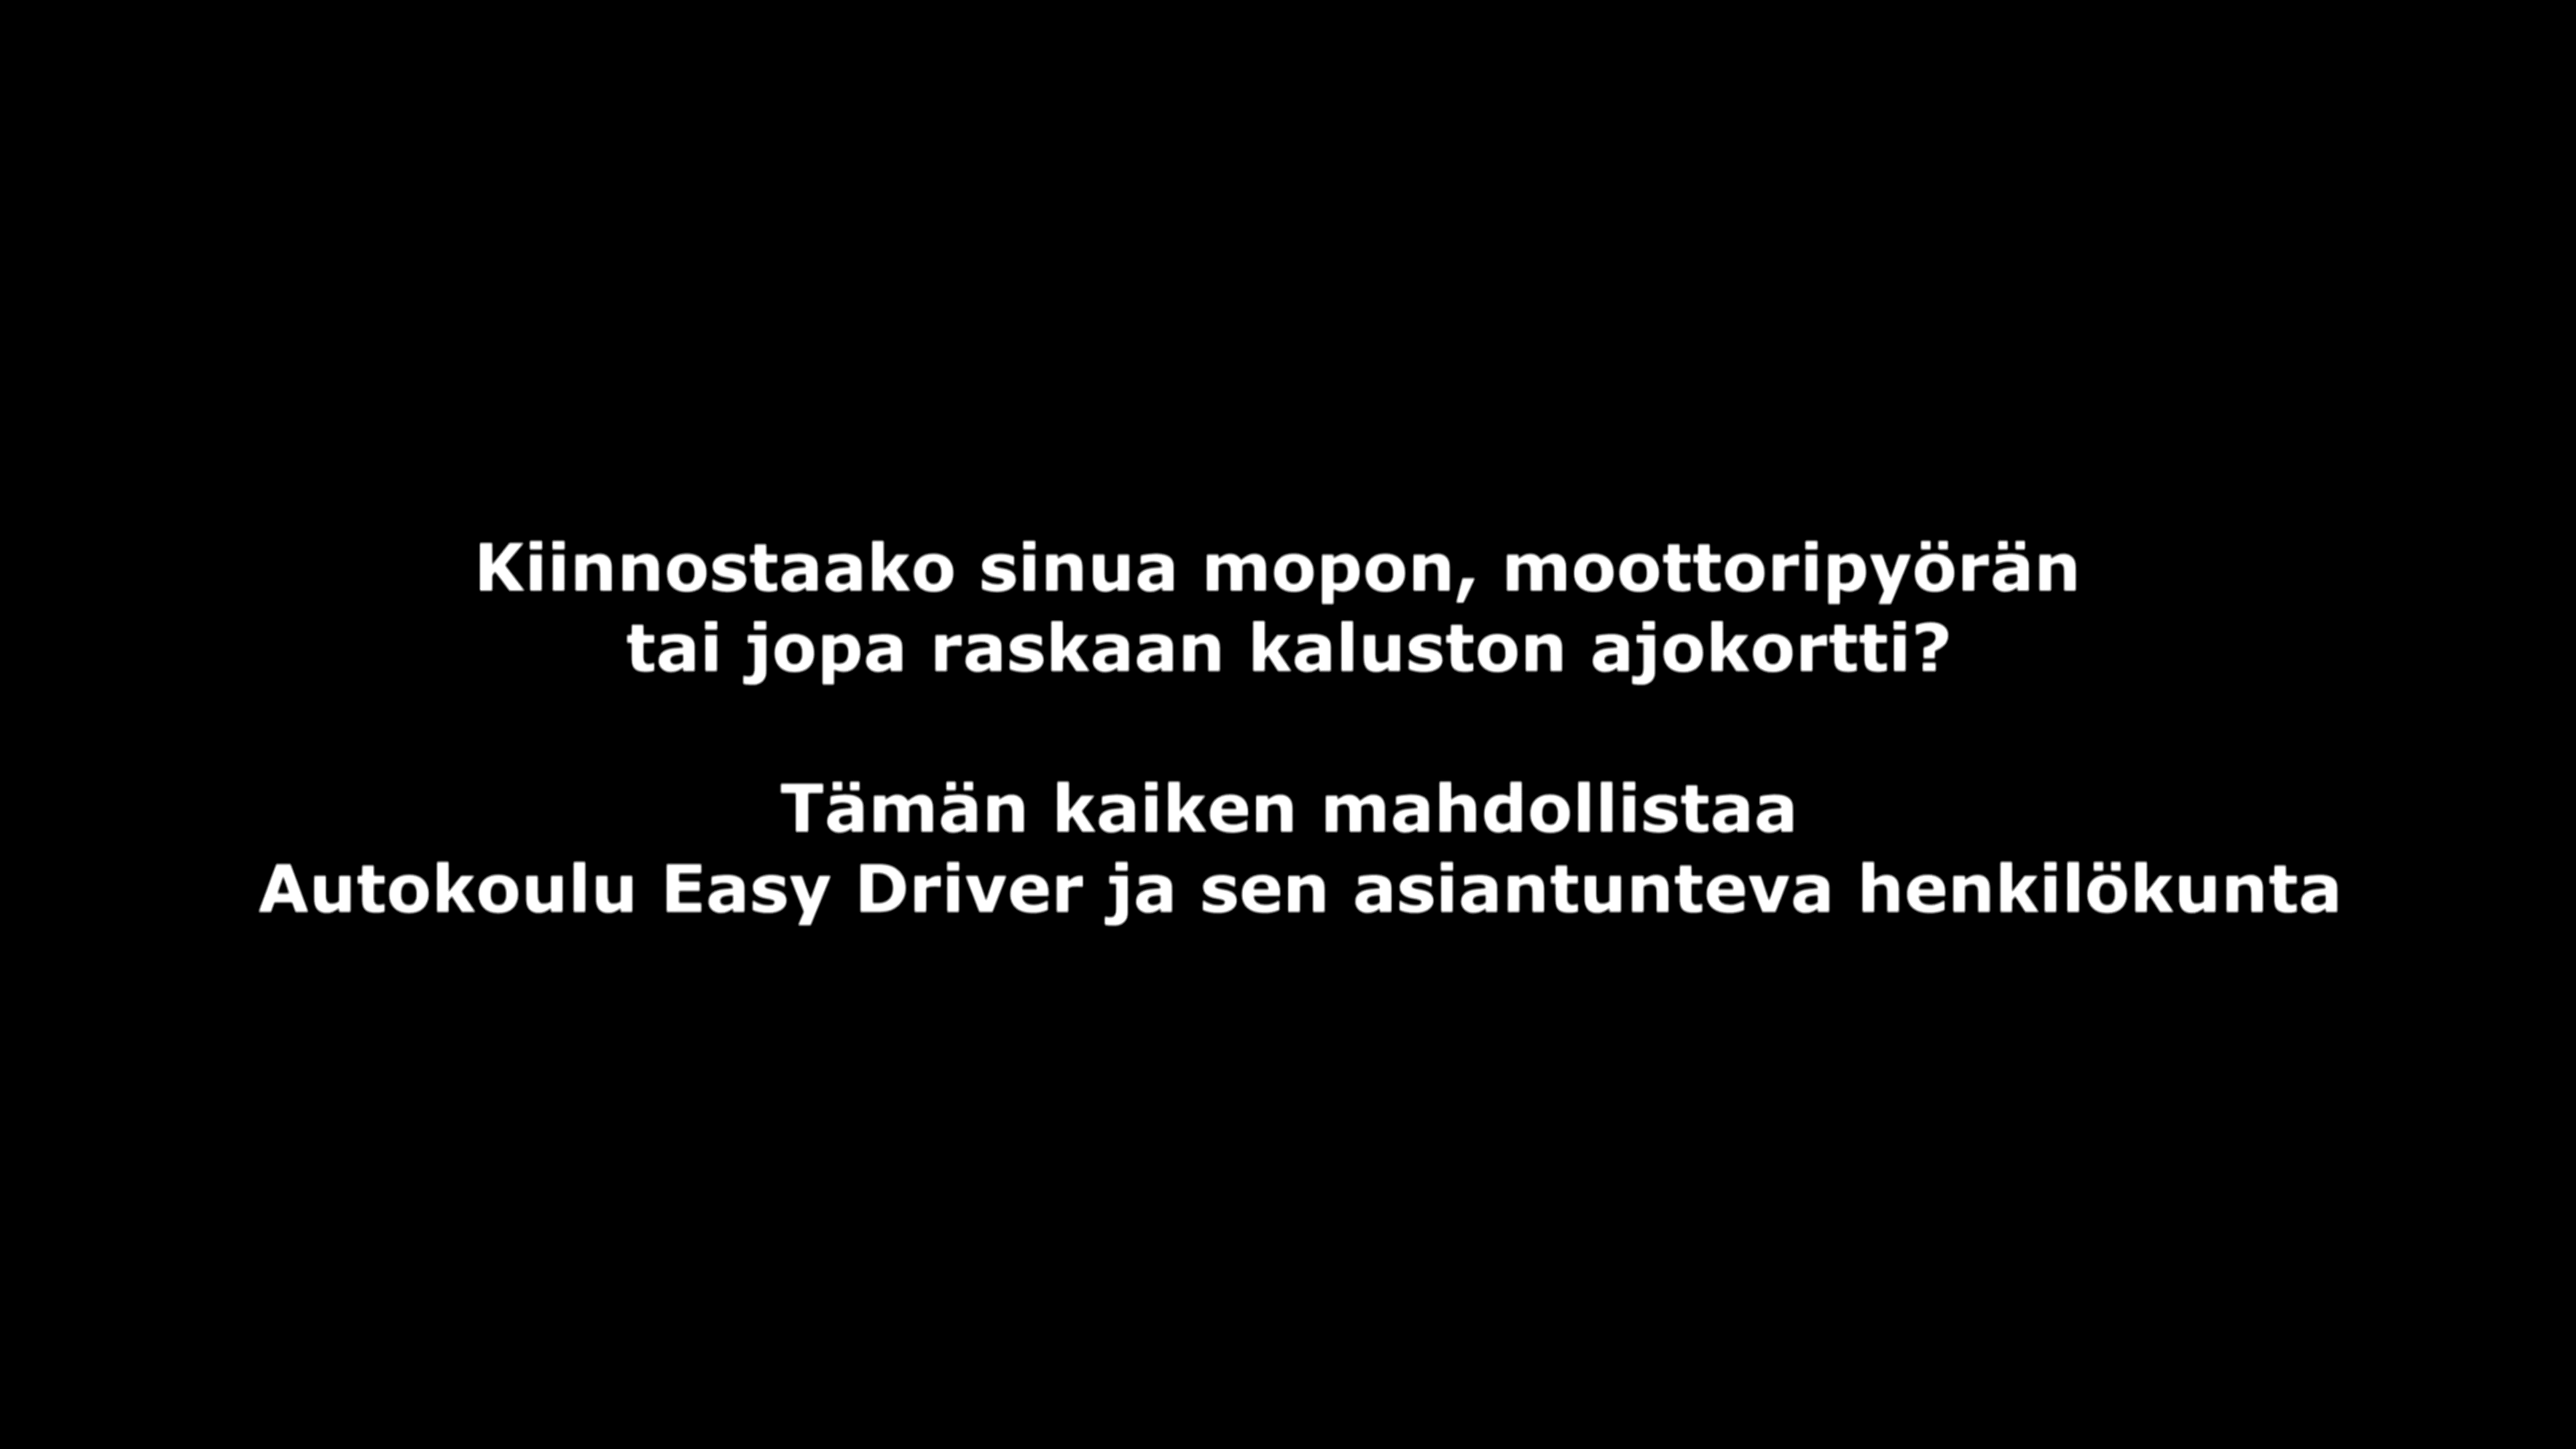 Kiinnostaako sinua mopon, moottoripyörän
tai jopa raskaan kaluston ajokortti?
Tämän kaiken mahdollistaa
Autokoulu Easy Driver ja sen asiantunteva henkilökunta